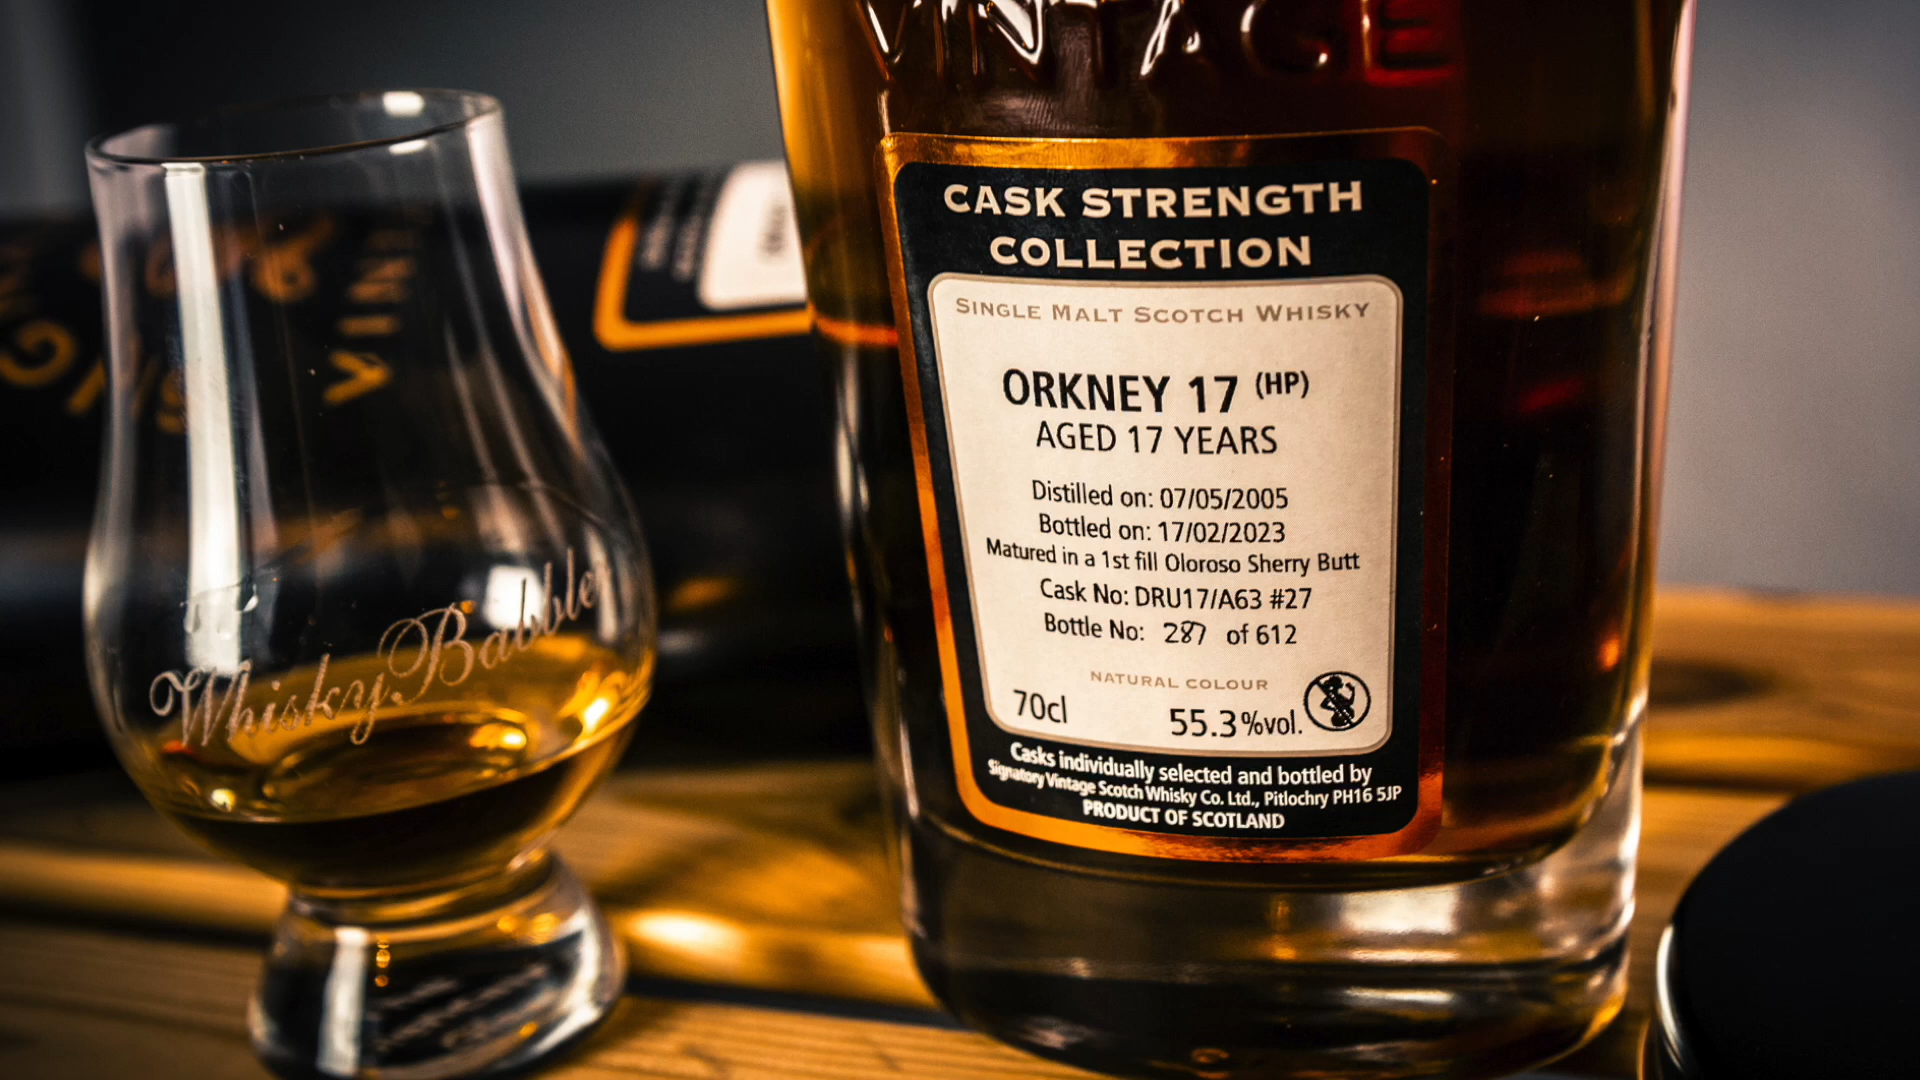 VINTAGE
CASK STRENGTH
COLLECTION
SINGLE MALT SCOTCH WHISKY
ORKNEY 17 (HP)
AGED 17 YEARS
Distilled on: 07/05/2005
Bottled on: 17/02/2023
Matured in a 1st fill Oloroso Sherry Butt
Cask No: DRU17/A63 #27
Bottle No: 287 of 612
NATURAL COLOUR
70cl 55.3%vol.
Casks individually selected and bottled by
Signatory Vintage Scotch Whisky Co. Ltd., Pitlochry PH16 5JP
PRODUCT OF SCOTLAND
WhiskyBabble